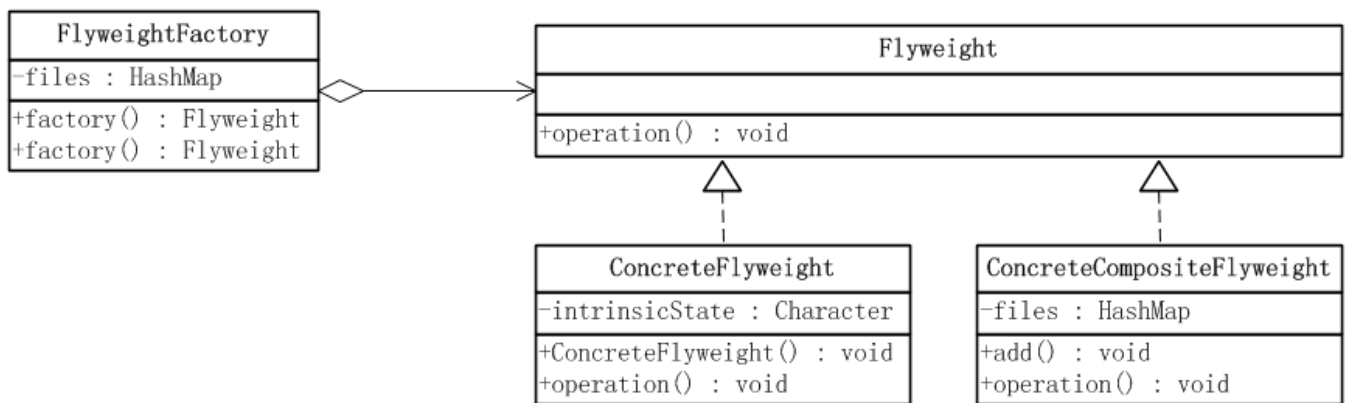 FlyweightFactory
-files : HashMap
+factory() : Flyweight
+factory() : Flyweight
Flyweight
+operation() : void
ConcreteFlyweight
-intrinsicState : Character
+ConcreteFlyweight() : void
+operation() : void
ConcreteCompositeFlyweight
-files : HashMap
+add() : void
+operation() : void